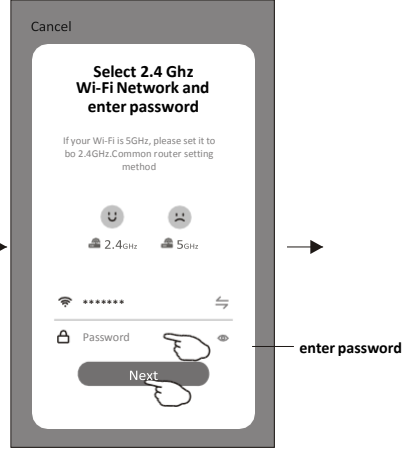 Cancel
Select 2.4 Ghz
Wi-Fi Network and
enter password
If your Wi-Fi is 5GHz, please set it to
bo 2.4GHz.Common router setting
method
2.4GHz 5GHz
*******
Password
enter password
Next